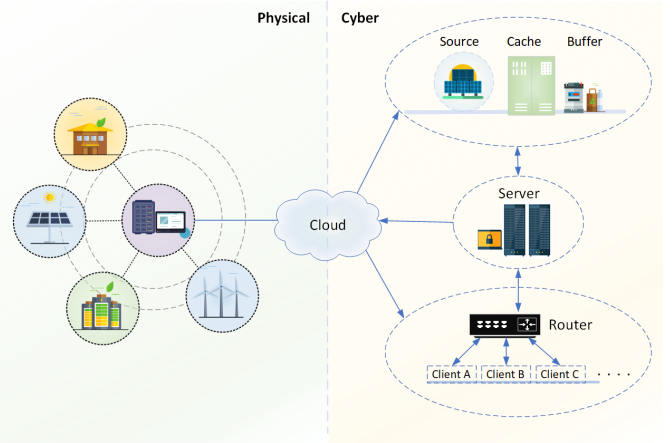 Physical
Cyber
Source
Cache
Buffer
Server
Cloud
Router
Client A
Client B
Client C
. . . .